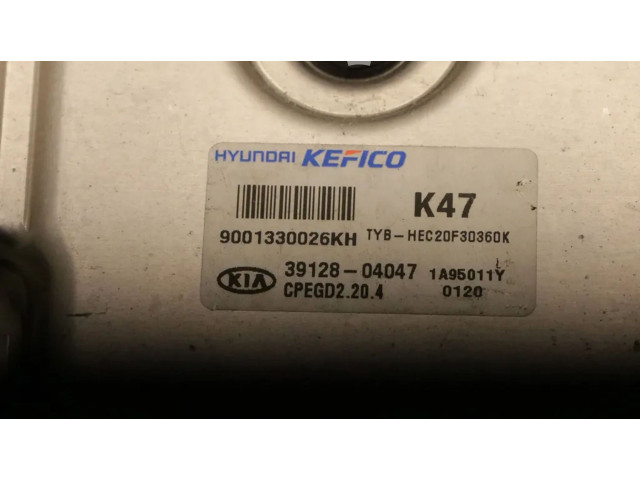 HYUNDAI KEFICO
K47
9001330026KH TYB-HEC20F30360K
39128-04047 1A95011Y
KIA CPEGD2.20.4 0120